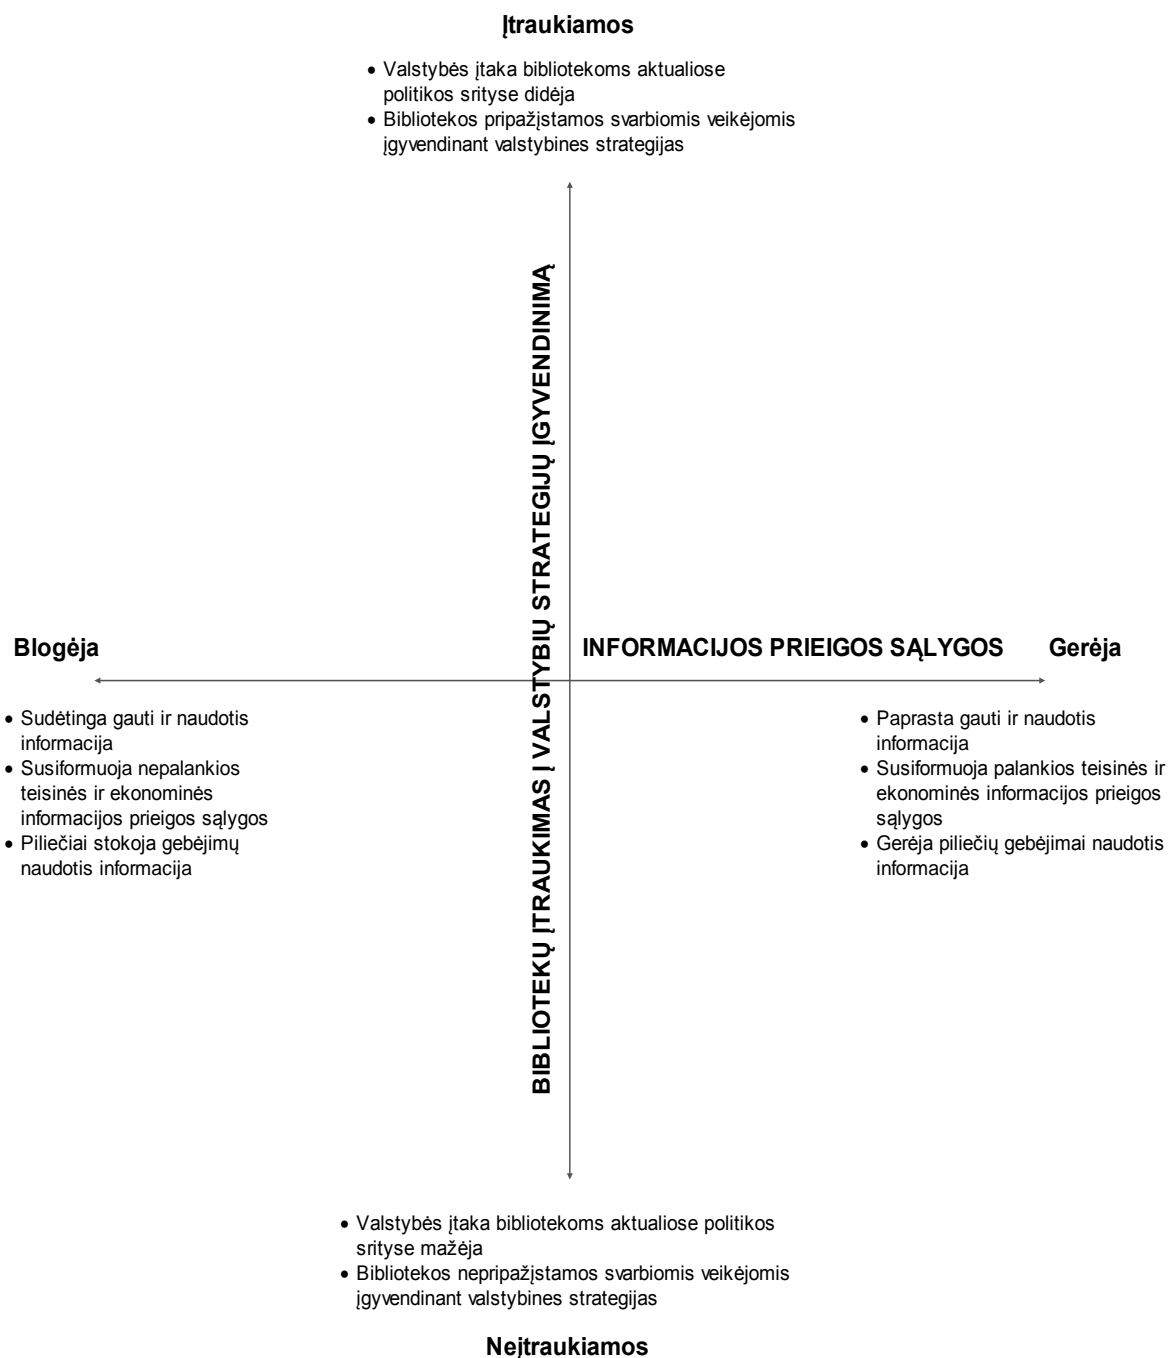 Įtraukiamos
• Valstybės įtaka bibliotekoms aktualiose
politikos srityse didėja
• Bibliotekos pripažįstamos svarbiomis veikėjomis
įgyvendinant valstybines strategijas
BIBLIOTEKŲ ĮTRAUKIMAS Į VALSTYBIŲ STRATEGIJŲ ĮGYVENDINIMĄ
Blogėja
INFORMACIJOS PRIEIGOS SĄLYGOS
Gerėja
• Sudėtinga gauti ir naudotis
informacija
• Susiformuoja nepalankios
teisinės ir ekonominės
informacijos prieigos sąlygos
• Piliečiai stokoja gebėjimų
naudotis informacija
• Paprasta gauti ir naudotis
informacija
• Susiformuoja palankios teisinės ir
ekonominės informacijos prieigos
sąlygos
• Gerėja piliečių gebėjimai naudotis
informacija
• Valstybės įtaka bibliotekoms aktualiose politikos
srityse mažėja
• Bibliotekos nepripažįstamos svarbiomis veikėjomis
įgyvendinant valstybines strategijas
Neįtraukiamos